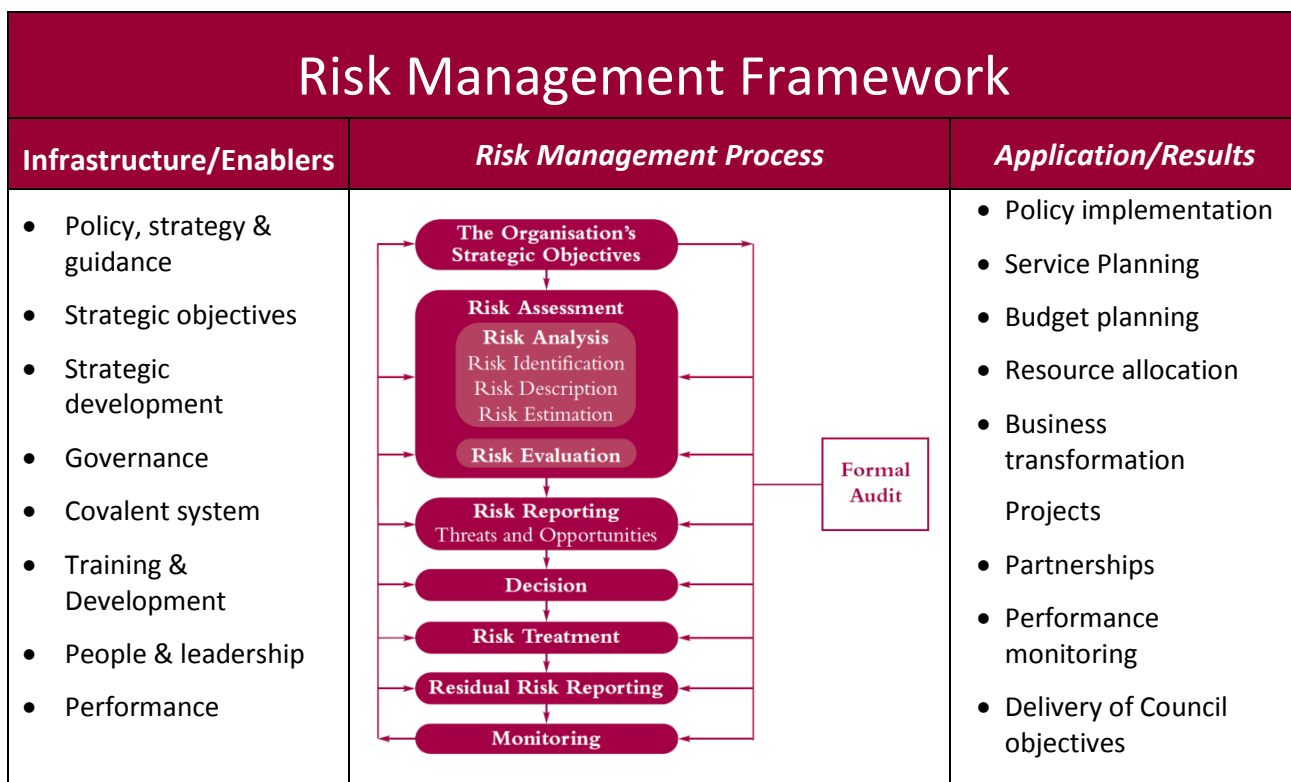 Risk Management Framework
Infrastructure/Enablers
Risk Management Process
Application/Results
• Policy, strategy &
guidance
• Strategic objectives
• Strategic
development
• Governance
• Covalent system
• Training &
Development
• People & leadership
• Performance
The Organisation's
Strategic Objectives
Risk Assessment
Risk Analysis
Risk Identification
Risk Description
Risk Estimation
Risk Evaluation
Risk Reporting
Threats and Opportunities
Decision
Risk Treatment
Residual Risk Reporting
Monitoring
Formal
Audit
• Policy implementation
• Service Planning
• Budget planning
• Resource allocation
• Business
transformation
Projects
• Partnerships
• Performance
monitoring
• Delivery of Council
objectives